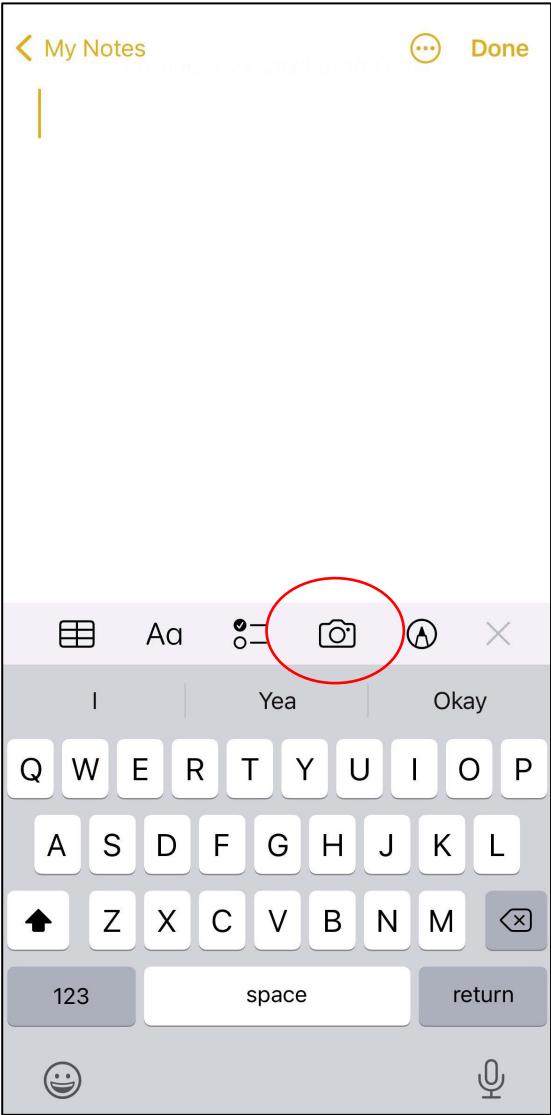 My Notes
Done
Aa
I Yea Okay
Q W E R T Y U I O P
A S D F G H J K L
Z X C V B N M
123 space return